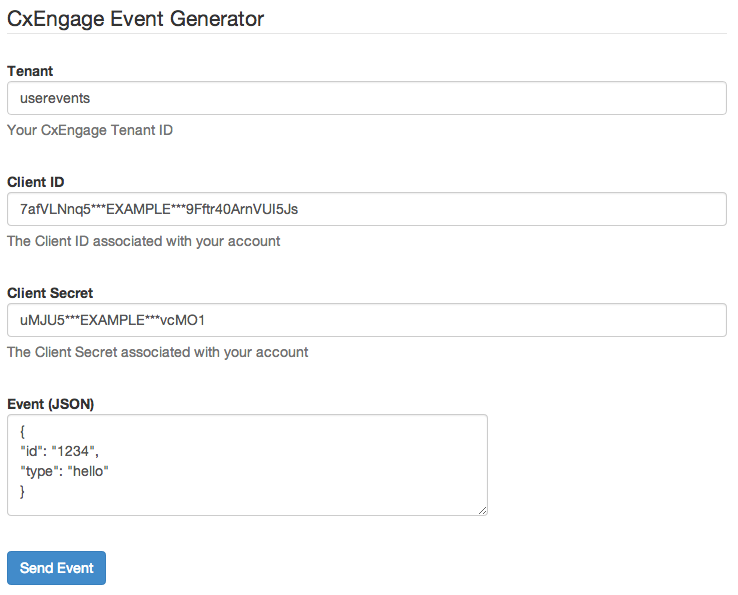 CxEngage Event Generator
Tenant
userevents
Your CxEngage Tenant ID
Client ID
7afVLNnq5***EXAMPLE***9Fftr40ArnVUI5Js
The Client ID associated with your account
Client Secret
uMJU5***EXAMPLE***vcMO1
The Client Secret associated with your account
Event (JSON)
{
"id": "1234",
"type": "hello"
}
Send Event